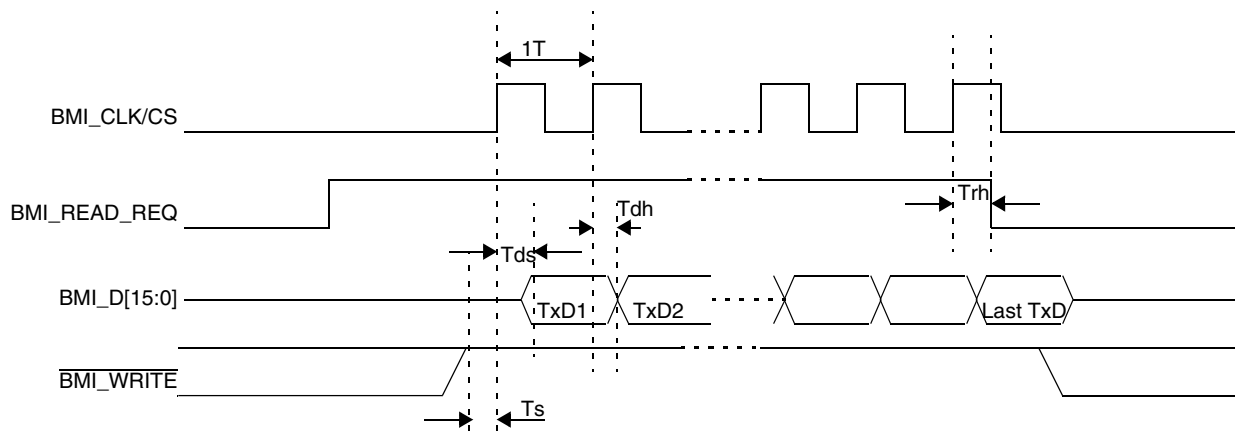 1T
BMI_CLK/CS
BMI_READ_REQ
Trh
Tdh
Tds
BMI_D[15:0]
TxD1
TxD2
Last TxD
BMI_WRITE
Ts